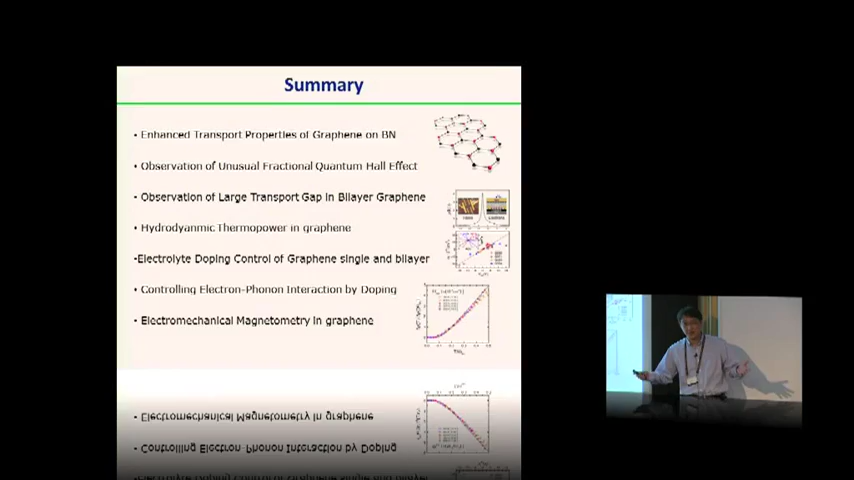 Summary
• Enhanced Transport Properties of Graphene on BN
• Observation of Unusual Fractional Quantum Hall Effect
• Observation of Large Transport Gap in Bilayer Graphene
• Hydrodyanmic Thermopower in graphene
•Electrolyte Doping Control of Graphene single and bilayer
• Controlling Electron-Phonon Interaction by Doping
• Electromechanical Magnetometry in graphene